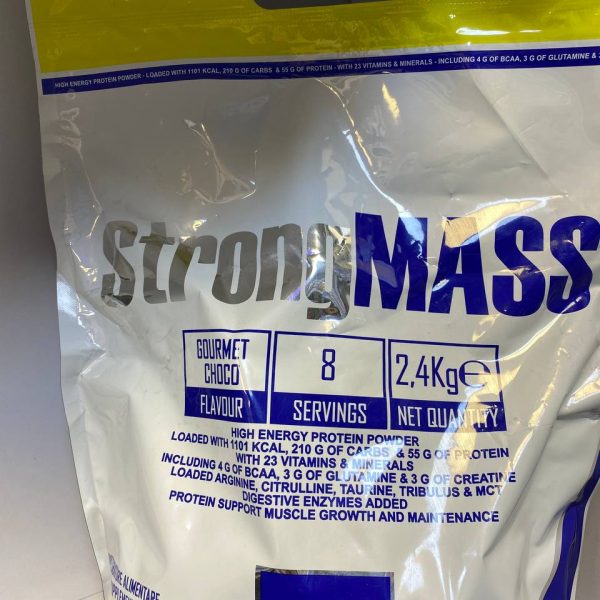 HIGH ENERGY PROTEIN POWDER - LOADED WITH 1101 KCAL, 210 G OF CARBS & 55 G OF PROTEIN - WITH 23 VITAMINS & MINERALS - INCLUDING 4 G OF BCAA, 3 G OF GLUTAMINE &
StrongMASS
GOURMET CHOCO
FLAVOUR
8
SERVINGS
2,4Kg℮
NET QUANTITY
HIGH ENERGY PROTEIN POWDER
LOADED WITH 1101 KCAL, 210 G OF CARBS & 55 G OF PROTEIN
WITH 23 VITAMINS & MINERALS
INCLUDING 4 G OF BCAA, 3 G OF GLUTAMINE & 3 G OF CREATINE
LOADED ARGININE, CITRULLINE, TAURINE, TRIBULUS & MCT
DIGESTIVE ENZYMES ADDED
PROTEIN SUPPORT MUSCLE GROWTH AND MAINTENANCE
ALIMENTARE